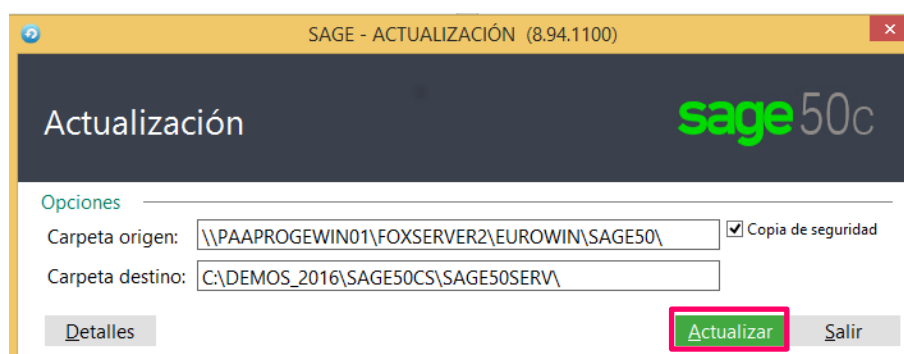 SAGE - ACTUALIZACIÓN (8.94.1100)
Actualización
sage 50c
Opciones
Carpeta origen: \\PAAPROGEWIN01\FOXSERVER2\EUROWIN\SAGE50\ Copia de seguridad
Carpeta destino: C:\DEMOS_2016\SAGE50CS\SAGE50SERV\
Detalles Actualizar Salir